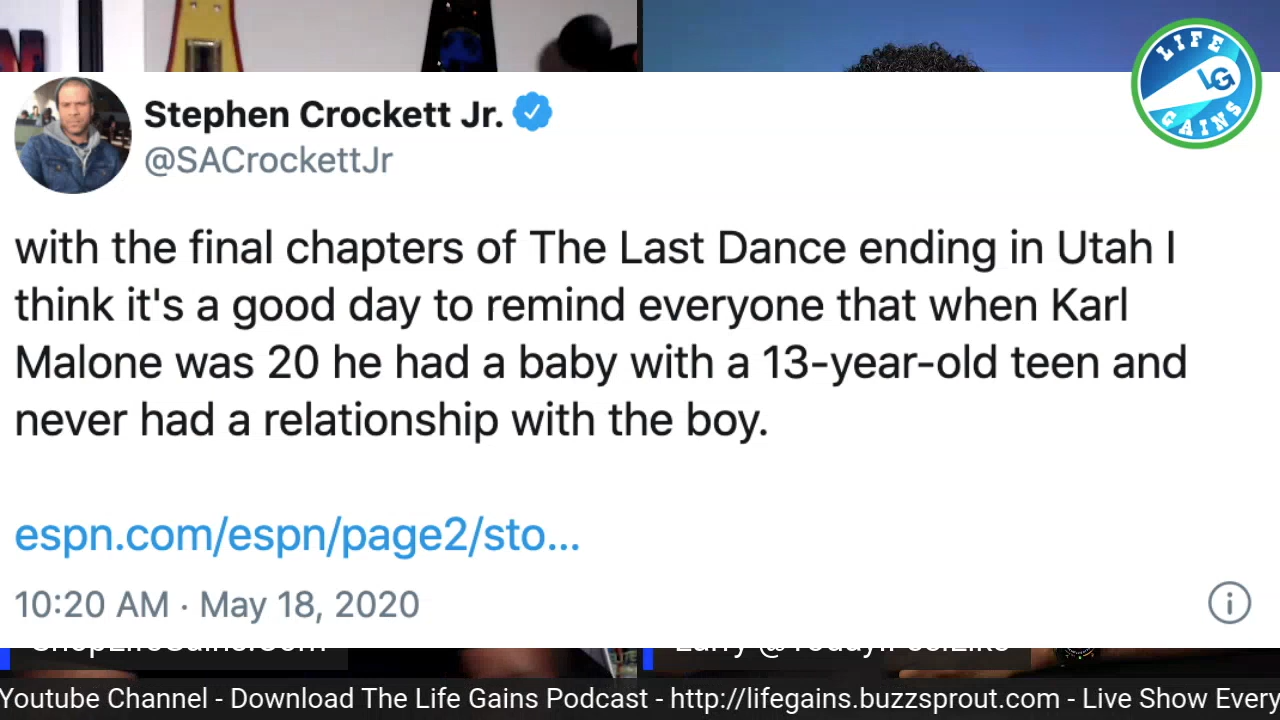 LIFE
LG
GAINS
Stephen Crockett Jr.
@SACrockettJr
with the final chapters of The Last Dance ending in Utah I
think it's a good day to remind everyone that when Karl
Malone was 20 he had a baby with a 13-year-old teen and
never had a relationship with the boy.
espn.com/espn/page2/sto...
10:20 AM · May 18, 2020
Youtube Channel - Download The Life Gains Podcast - http://lifegains.buzzsprout.com - Live Show Every